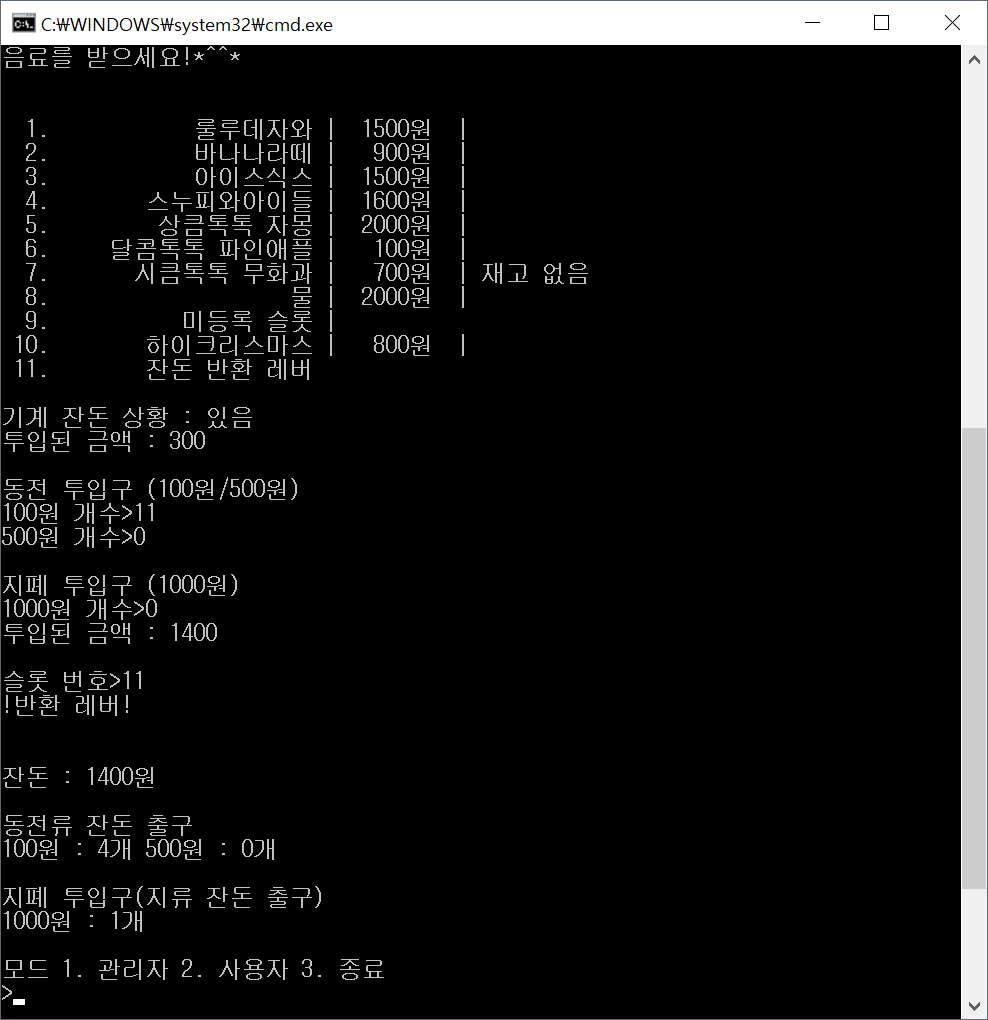 C:₩WINDOWS₩system32₩cmd.exe
음료를 받으세요!*^^*
1. 룰루데자와 | 1500원 |
2. 바나나라떼 | 900원 |
3. 아이스식스 | 1500원 |
4. 스누피와아이들 | 1600원 |
5. 상큼톡톡 자몽 | 2000원 |
6. 달콤톡톡 파인애플 | 100원 |
7. 시큼톡톡 무화과 | 700원 | 재고 없음
8. 물 | 2000원 |
9. 미등록 슬롯 |
10. 하이크리스마스 | 800원 |
11. 잔돈 반환 레버
기계 잔돈 상황 : 있음
투입된 금액 : 300
동전 투입구 (100원/500원)
100원 개수>11
500원 개수>0
지폐 투입구 (1000원)
1000원 개수>0
투입된 금액 : 1400
슬롯 번호>11
!반환 레버!
잔돈 : 1400원
동전류 잔돈 출구
100원 : 4개 500원 : 0개
지폐 투입구(지류 잔돈 출구)
1000원 : 1개
모드 1. 관리자 2. 사용자 3. 종료
>